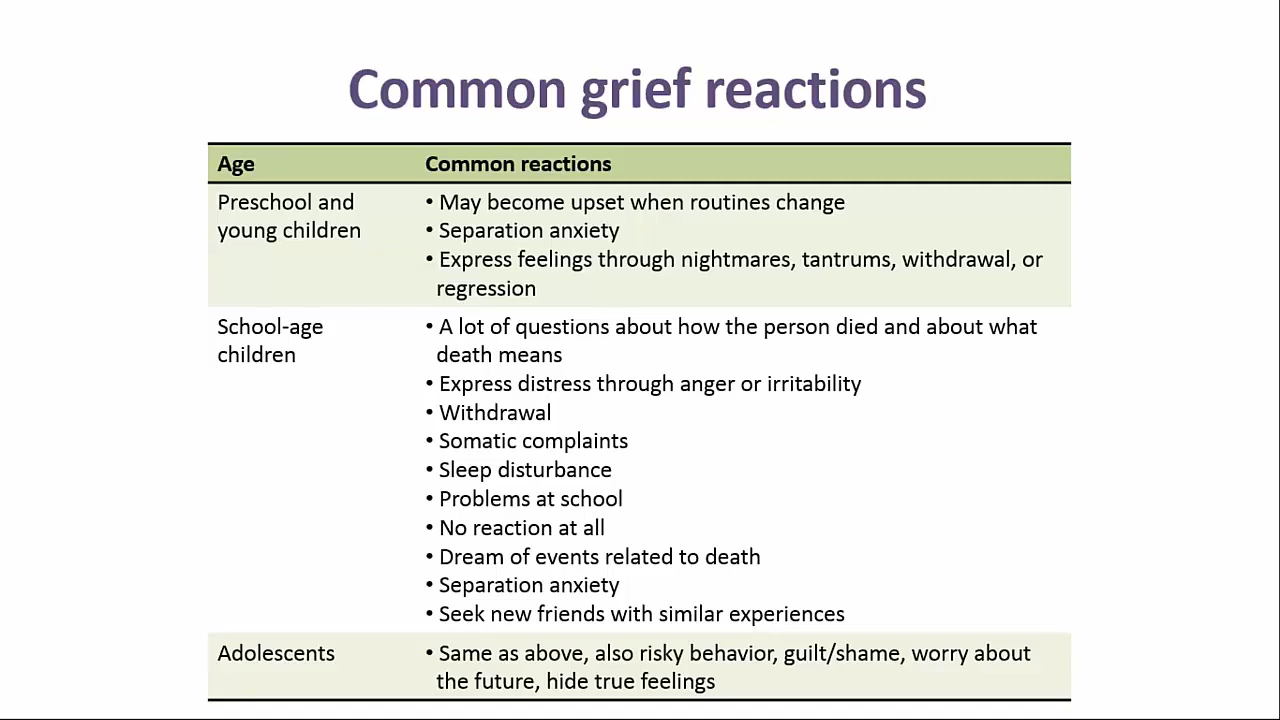 Common grief reactions
Age Common reactions
Preschool and • May become upset when routines change
young children • Separation anxiety
• Express feelings through nightmares, tantrums, withdrawal, or
regression
School-age • A lot of questions about how the person died and about what
children death means
• Express distress through anger or irritability
• Withdrawal
• Somatic complaints
• Sleep disturbance
• Problems at school
• No reaction at all
• Dream of events related to death
• Separation anxiety
• Seek new friends with similar experiences
Adolescents • Same as above, also risky behavior, guilt/shame, worry about
the future, hide true feelings